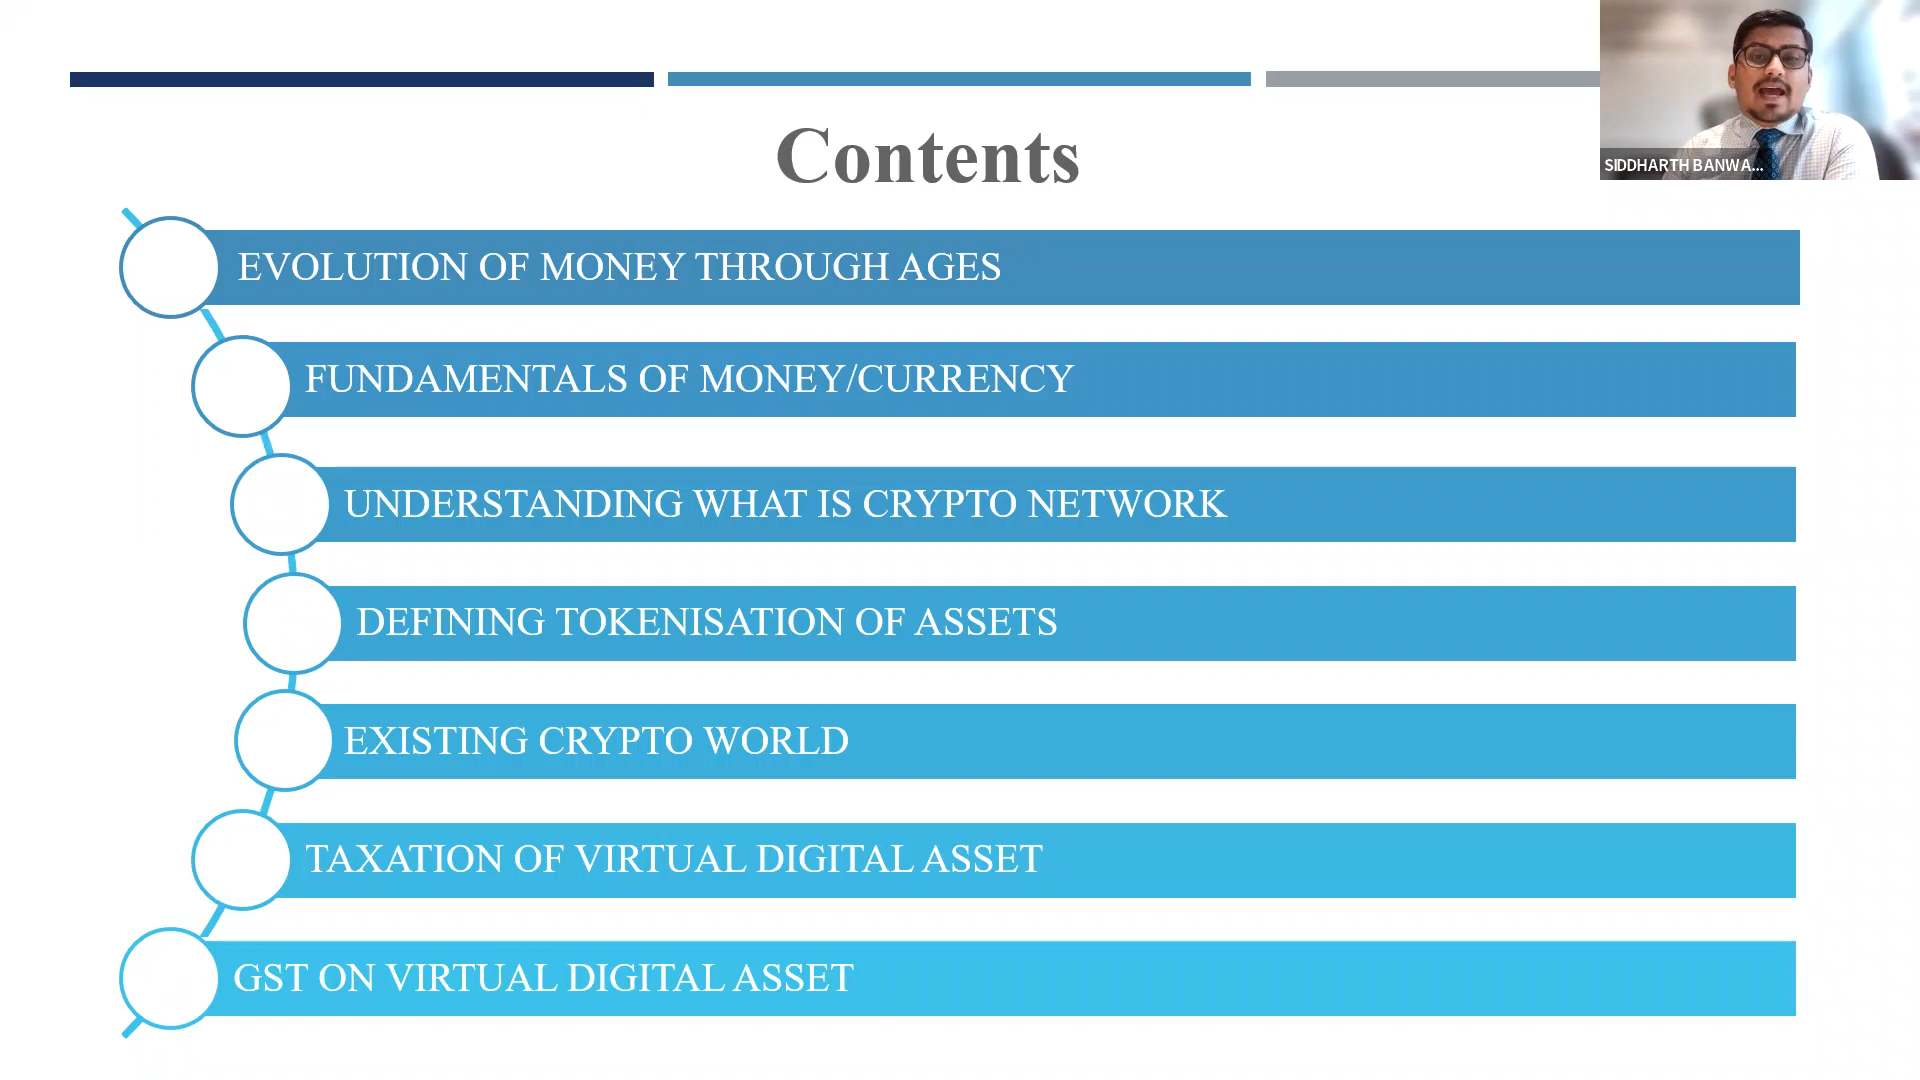 Contents
SIDDHARTH BANWA...
EVOLUTION OF MONEY THROUGH AGES
FUNDAMENTALS OF MONEY/CURRENCY
UNDERSTANDING WHAT IS CRYPTO NETWORK
DEFINING TOKENISATION OF ASSETS
EXISTING CRYPTO WORLD
TAXATION OF VIRTUAL DIGITAL ASSET
GST ON VIRTUAL DIGITAL ASSET